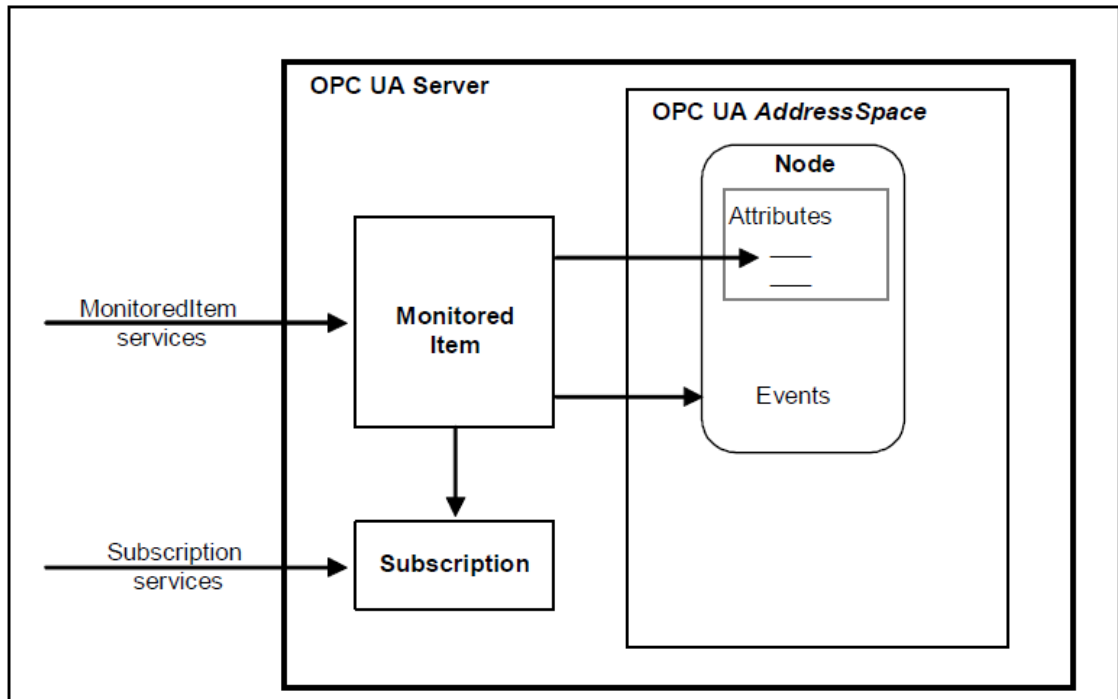 OPC UA Server
OPC UA AddressSpace
Node
Attributes
MonitoredItem
services
Monitored
Item
Events
Subscription
services
Subscription